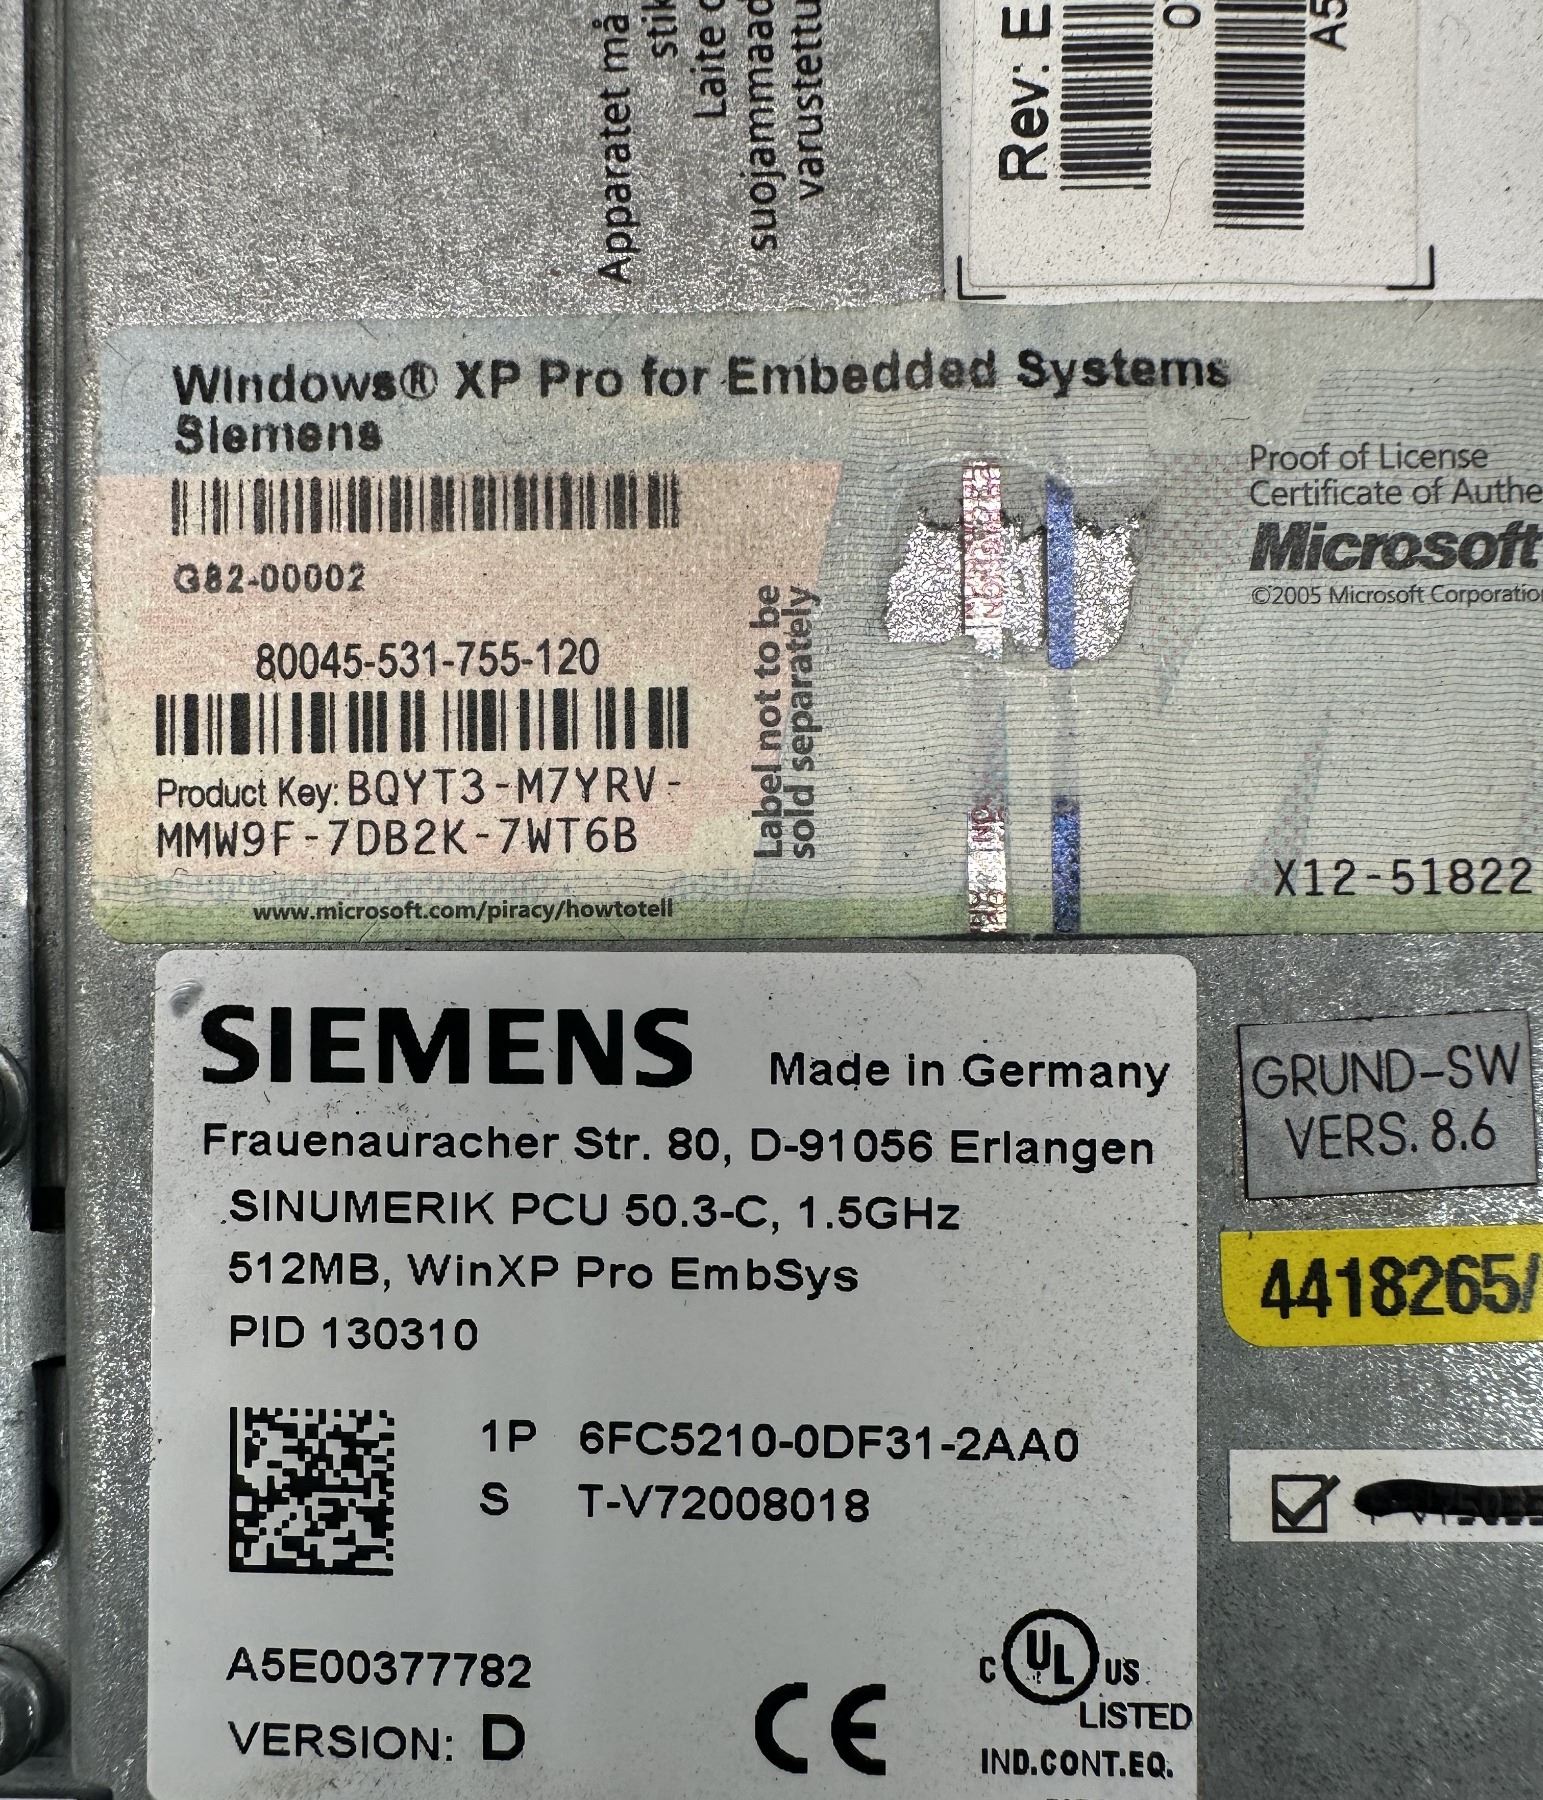 Apparatet må
stik
Laite
suojammaad
varustettu
Rev: E
A5
Windows® XP Pro for Embedded Systems
Siemens
G82-00002
80045-531-755-120
Product Key: BQYT3-M7YRV-
MMW9F-7DB2K-7WT6B
www.microsoft.com/piracy/howtotell
Label not to be
sold separately
Proof of License
Certificate of Authe
Microsoft
©2005 Microsoft Corporation
X12-51822
SIEMENS
Made in Germany
Frauenauracher Str. 80, D-91056 Erlangen
SINUMERIK PCU 50.3-C, 1.5GHz
512MB, WinXP Pro EmbSys
PID 130310
1P 6FC5210-0DF31-2AA0
S T-V72008018
A5E00377782
VERSION: D
CE
C UL US
LISTED
IND.CONT.EQ.
GRUND-SW
VERS. 8.6
4418265/